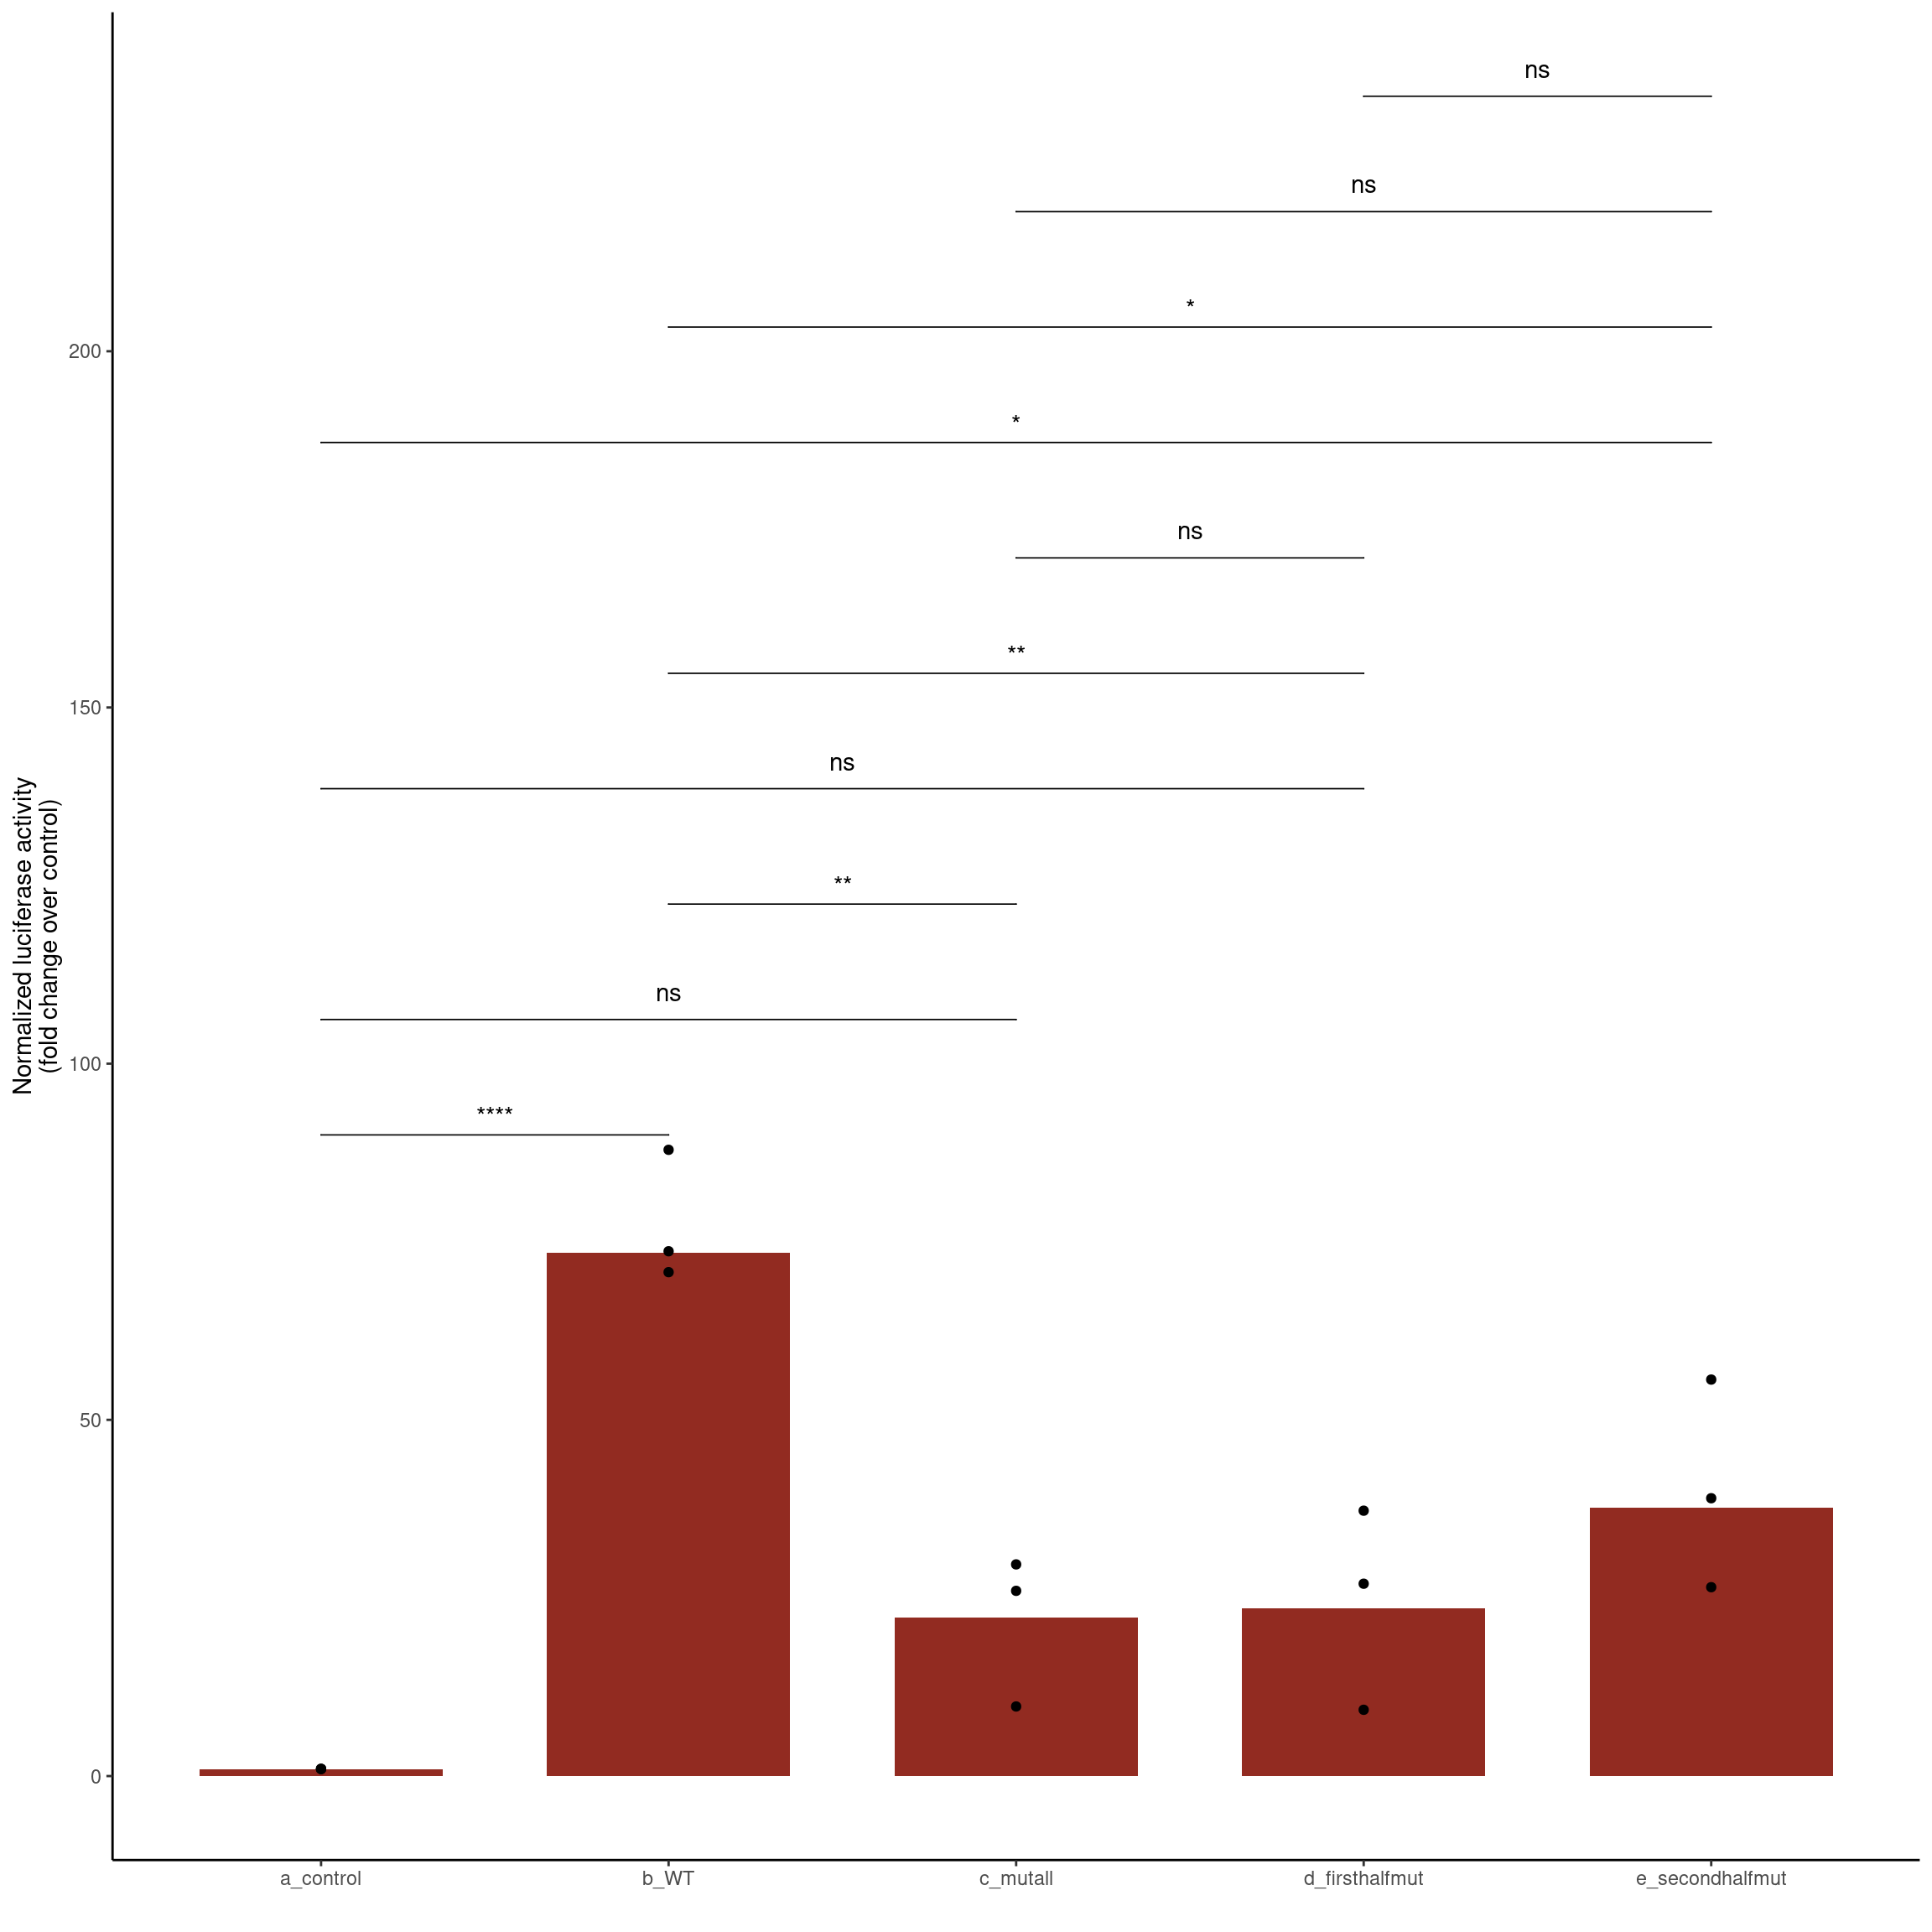 ns
ns
*
200
*
ns
**
150
ns
**
ns
100
****
50
0
Normalized luciferase activity
(fold change over control)
a_control
b_WT
c_mutall
d_firsthalfmut
e_secondhalfmut